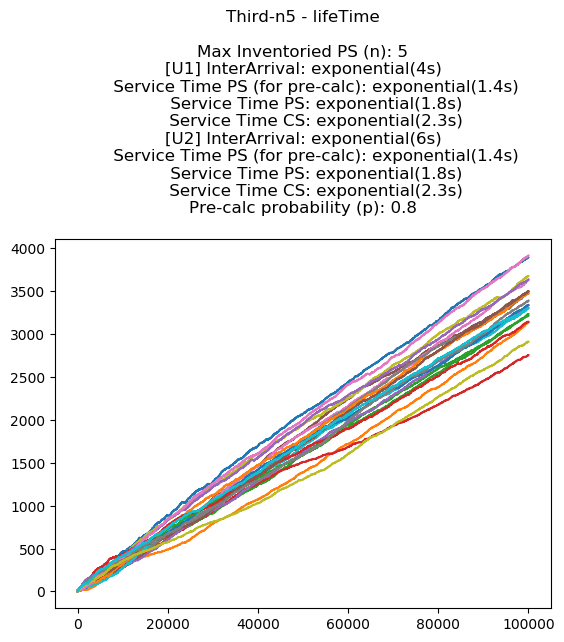 Third-n5 - lifeTime
Max Inventoried PS (n): 5
[U1] InterArrival: exponential(4s)
Service Time PS (for pre-calc): exponential(1.4s)
Service Time PS: exponential(1.8s)
Service Time CS: exponential(2.3s)
[U2] InterArrival: exponential(6s)
Service Time PS (for pre-calc): exponential(1.4s)
Service Time PS: exponential(1.8s)
Service Time CS: exponential(2.3s)
Pre-calc probability (p): 0.8
4000
3500
3000
2500
2000
1500
1000
500
0
0 20000 40000 60000 80000 100000